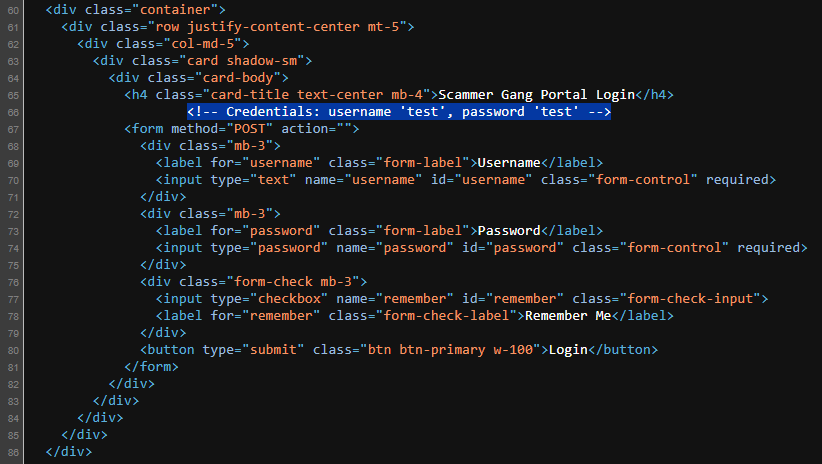 60 <div class="container">
61 <div class="row justify-content-center mt-5">
62 <div class="col-md-5">
63 <div class="card shadow-sm">
64 <div class="card-body">
65 <h4 class="card-title text-center mb-4">Scammer Gang Portal Login</h4>
66 <!-- Credentials: username 'test', password 'test' -->
67 <form method="POST" action="">
68 <div class="mb-3">
69 <label for="username" class="form-label">Username</label>
70 <input type="text" name="username" id="username" class="form-control" required>
71 </div>
72 <div class="mb-3">
73 <label for="password" class="form-label">Password</label>
74 <input type="password" name="password" id="password" class="form-control" required>
75 </div>
76 <div class="form-check mb-3">
77 <input type="checkbox" name="remember" id="remember" class="form-check-input">
78 <label for="remember" class="form-check-label">Remember Me</label>
79 </div>
80 <button type="submit" class="btn btn-primary w-100">Login</button>
81 </form>
82 </div>
83 </div>
84 </div>
85 </div>
86 </div>